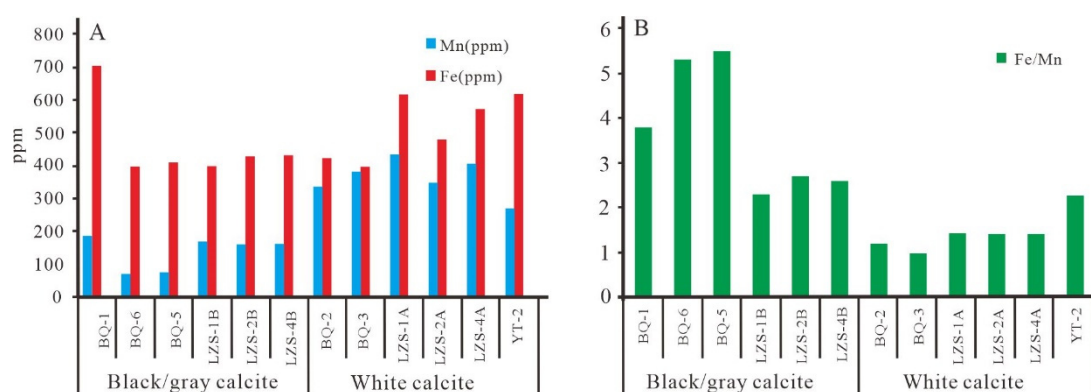 A
800
700
600
500
400
300
200
100
0
ppm
Mn(ppm)
Fe(ppm)
BQ-1
BQ-6
BQ-5
LZS-1B
LZS-2B
LZS-4B
BQ-2
BQ-3
LZS-1A
LZS-2A
LZS-4A
YT-2
Black/gray calcite
White calcite
B
6
5
4
3
2
1
0
Fe/Mn
BQ-1
BQ-6
BQ-5
LZS-1B
LZS-2B
LZS-4B
BQ-2
BQ-3
LZS-1A
LZS-2A
LZS-4A
YT-2
Black/gray calcite
White calcite